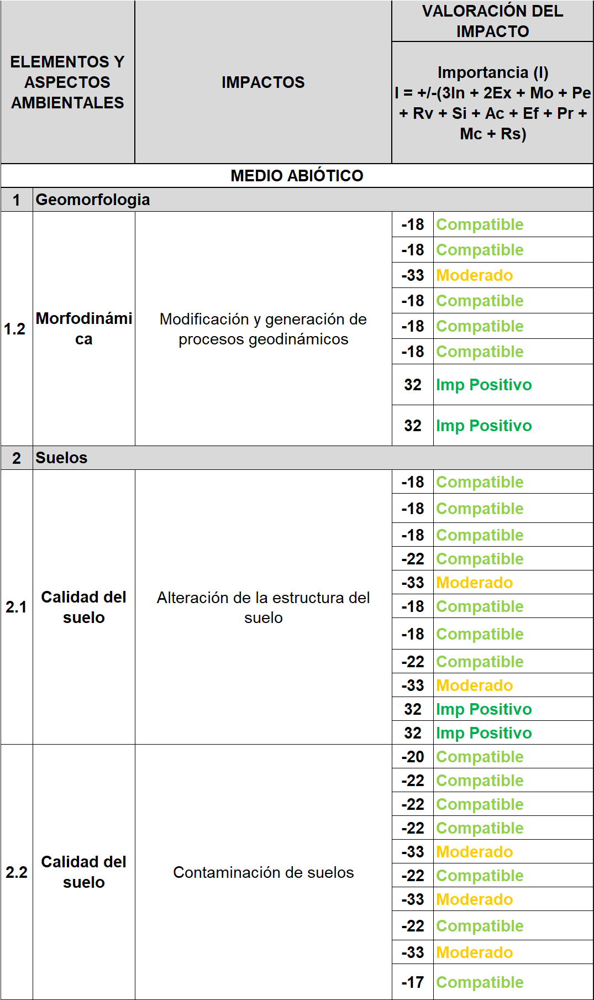 ELEMENTOS Y
ASPECTOS
AMBIENTALES
IMPACTOS
VALORACIÓN DEL
IMPACTO
Importancia (I)
I = +/-(3In + 2Ex + Mo + Pe
+ Rv + Si + Ac + Ef + Pr +
Mc + Rs)
MEDIO ABIÓTICO
1 Geomorfologia
1.2
Morfodinámi
ca
Modificación y generación de
procesos geodinámicos
-18 Compatible
-18 Compatible
-33 Moderado
-18 Compatible
-18 Compatible
-18 Compatible
32 Imp Positivo
32 Imp Positivo
2 Suelos
2.1
Calidad del
suelo
Alteración de la estructura del
suelo
-18 Compatible
-18 Compatible
-18 Compatible
-22 Compatible
-33 Moderado
-18 Compatible
-18 Compatible
-22 Compatible
-33 Moderado
32 Imp Positivo
32 Imp Positivo
2.2
Calidad del
suelo
Contaminación de suelos
-20 Compatible
-22 Compatible
-22 Compatible
-22 Compatible
-33 Moderado
-22 Compatible
-33 Moderado
-22 Compatible
-33 Moderado
-17 Compatible